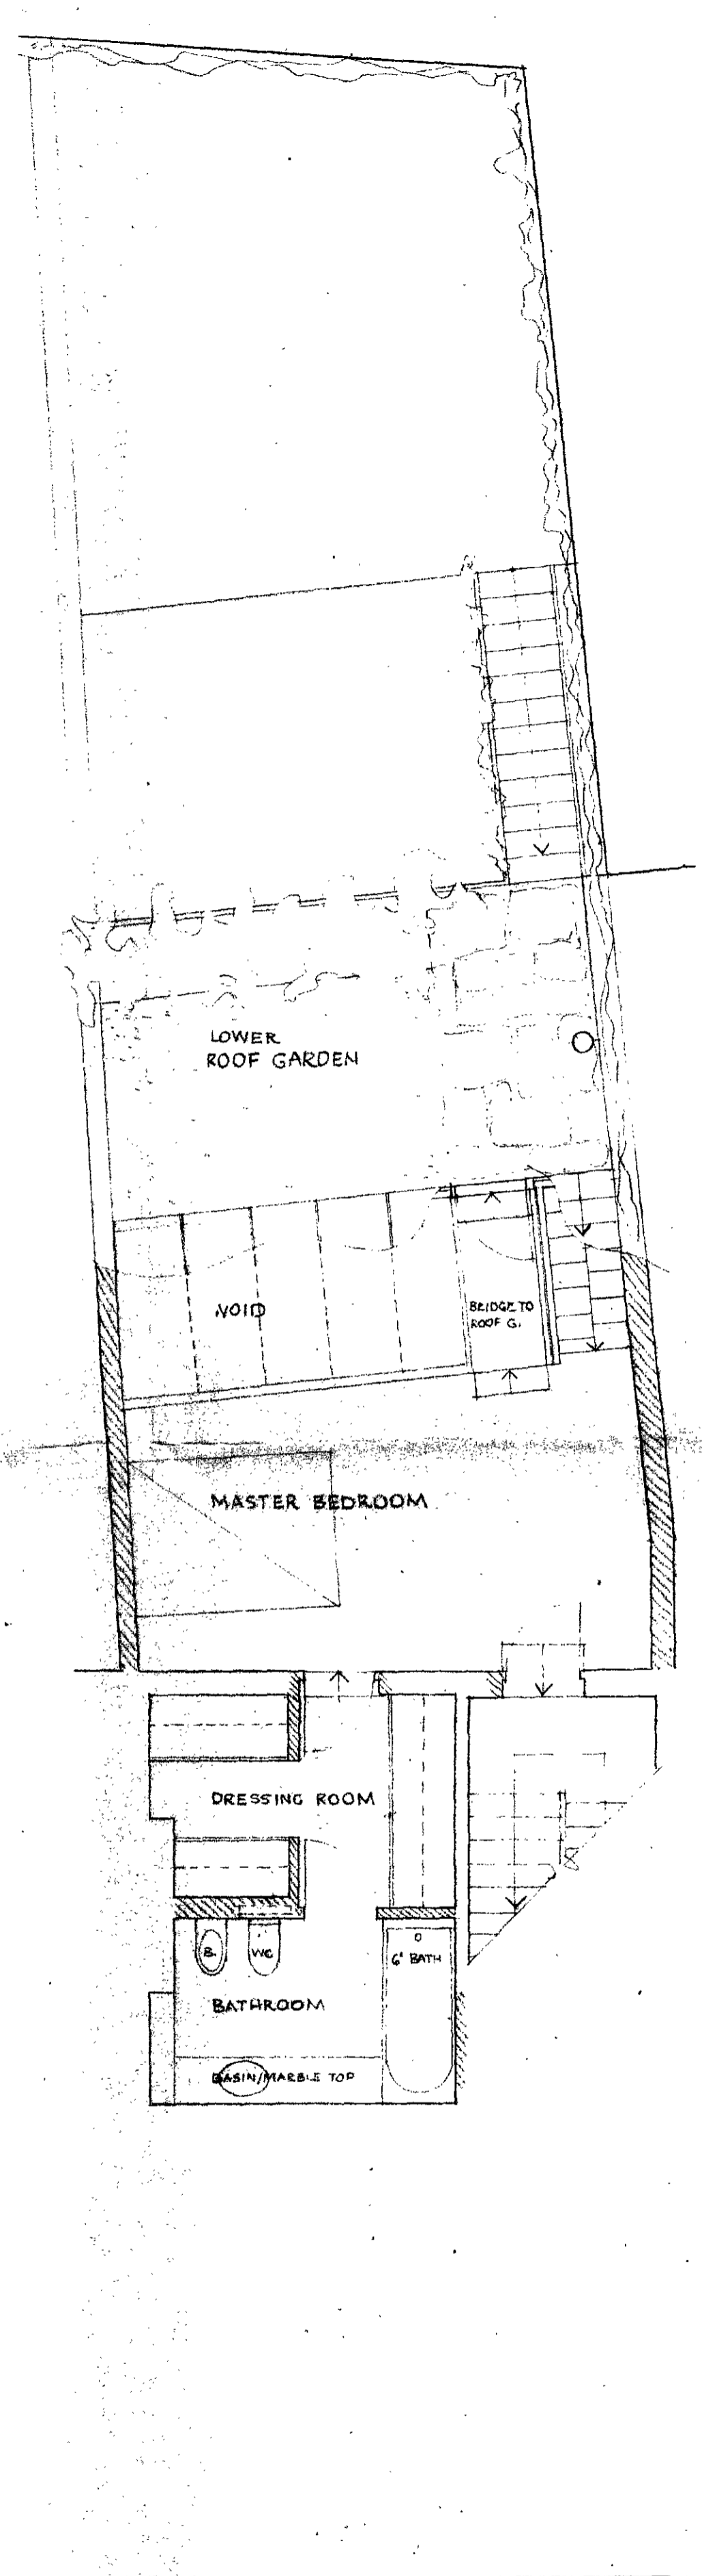 LOWER
ROOF GARDEN
VOID
BRIDGE TO
ROOF G.
MASTER BEDROOM
DRESSING ROOM
B.
WC
6' BATH
BATHROOM
BASIN/MARBLE TOP